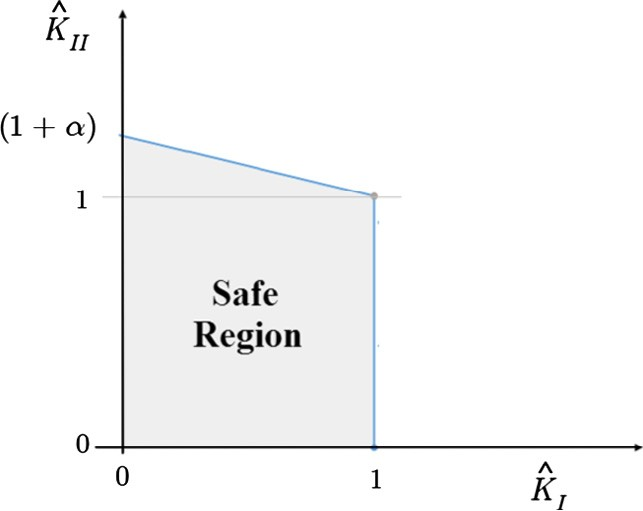 K̂_II
(1 + α)
1
Safe
Region
0
0
1
K̂_I